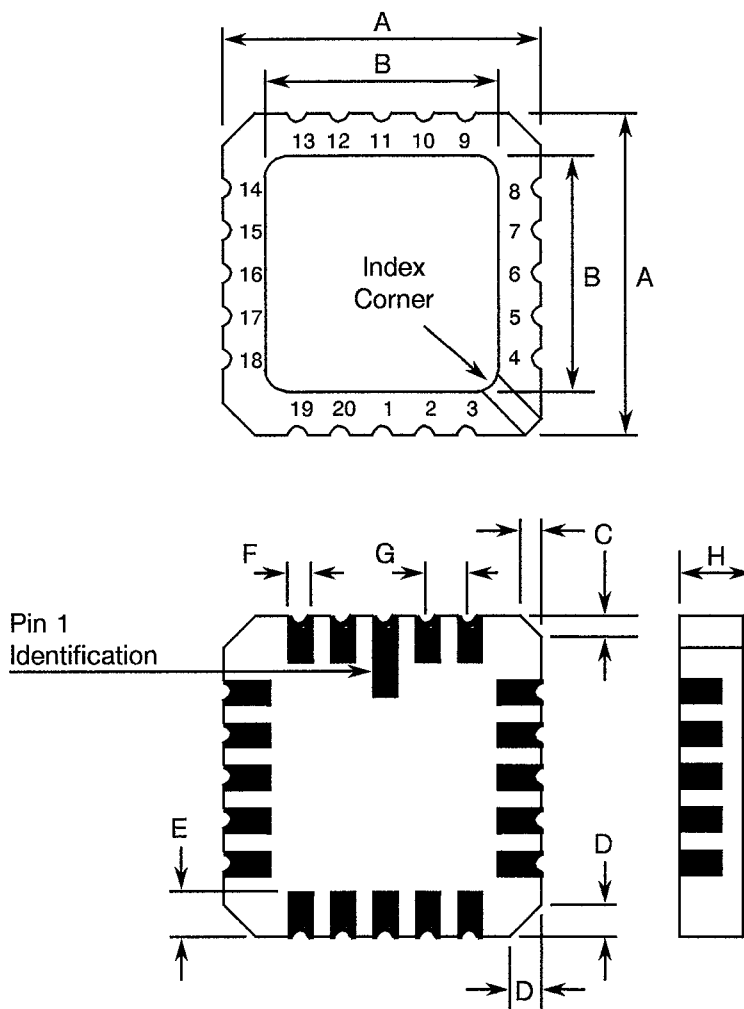 A
B
13 12 11 10 9
14 8
15 7
16 6
17 5
18 4
Index
Corner
B
A
19 20 1 2 3
C
F
G
H
Pin 1
Identification
E
D
D